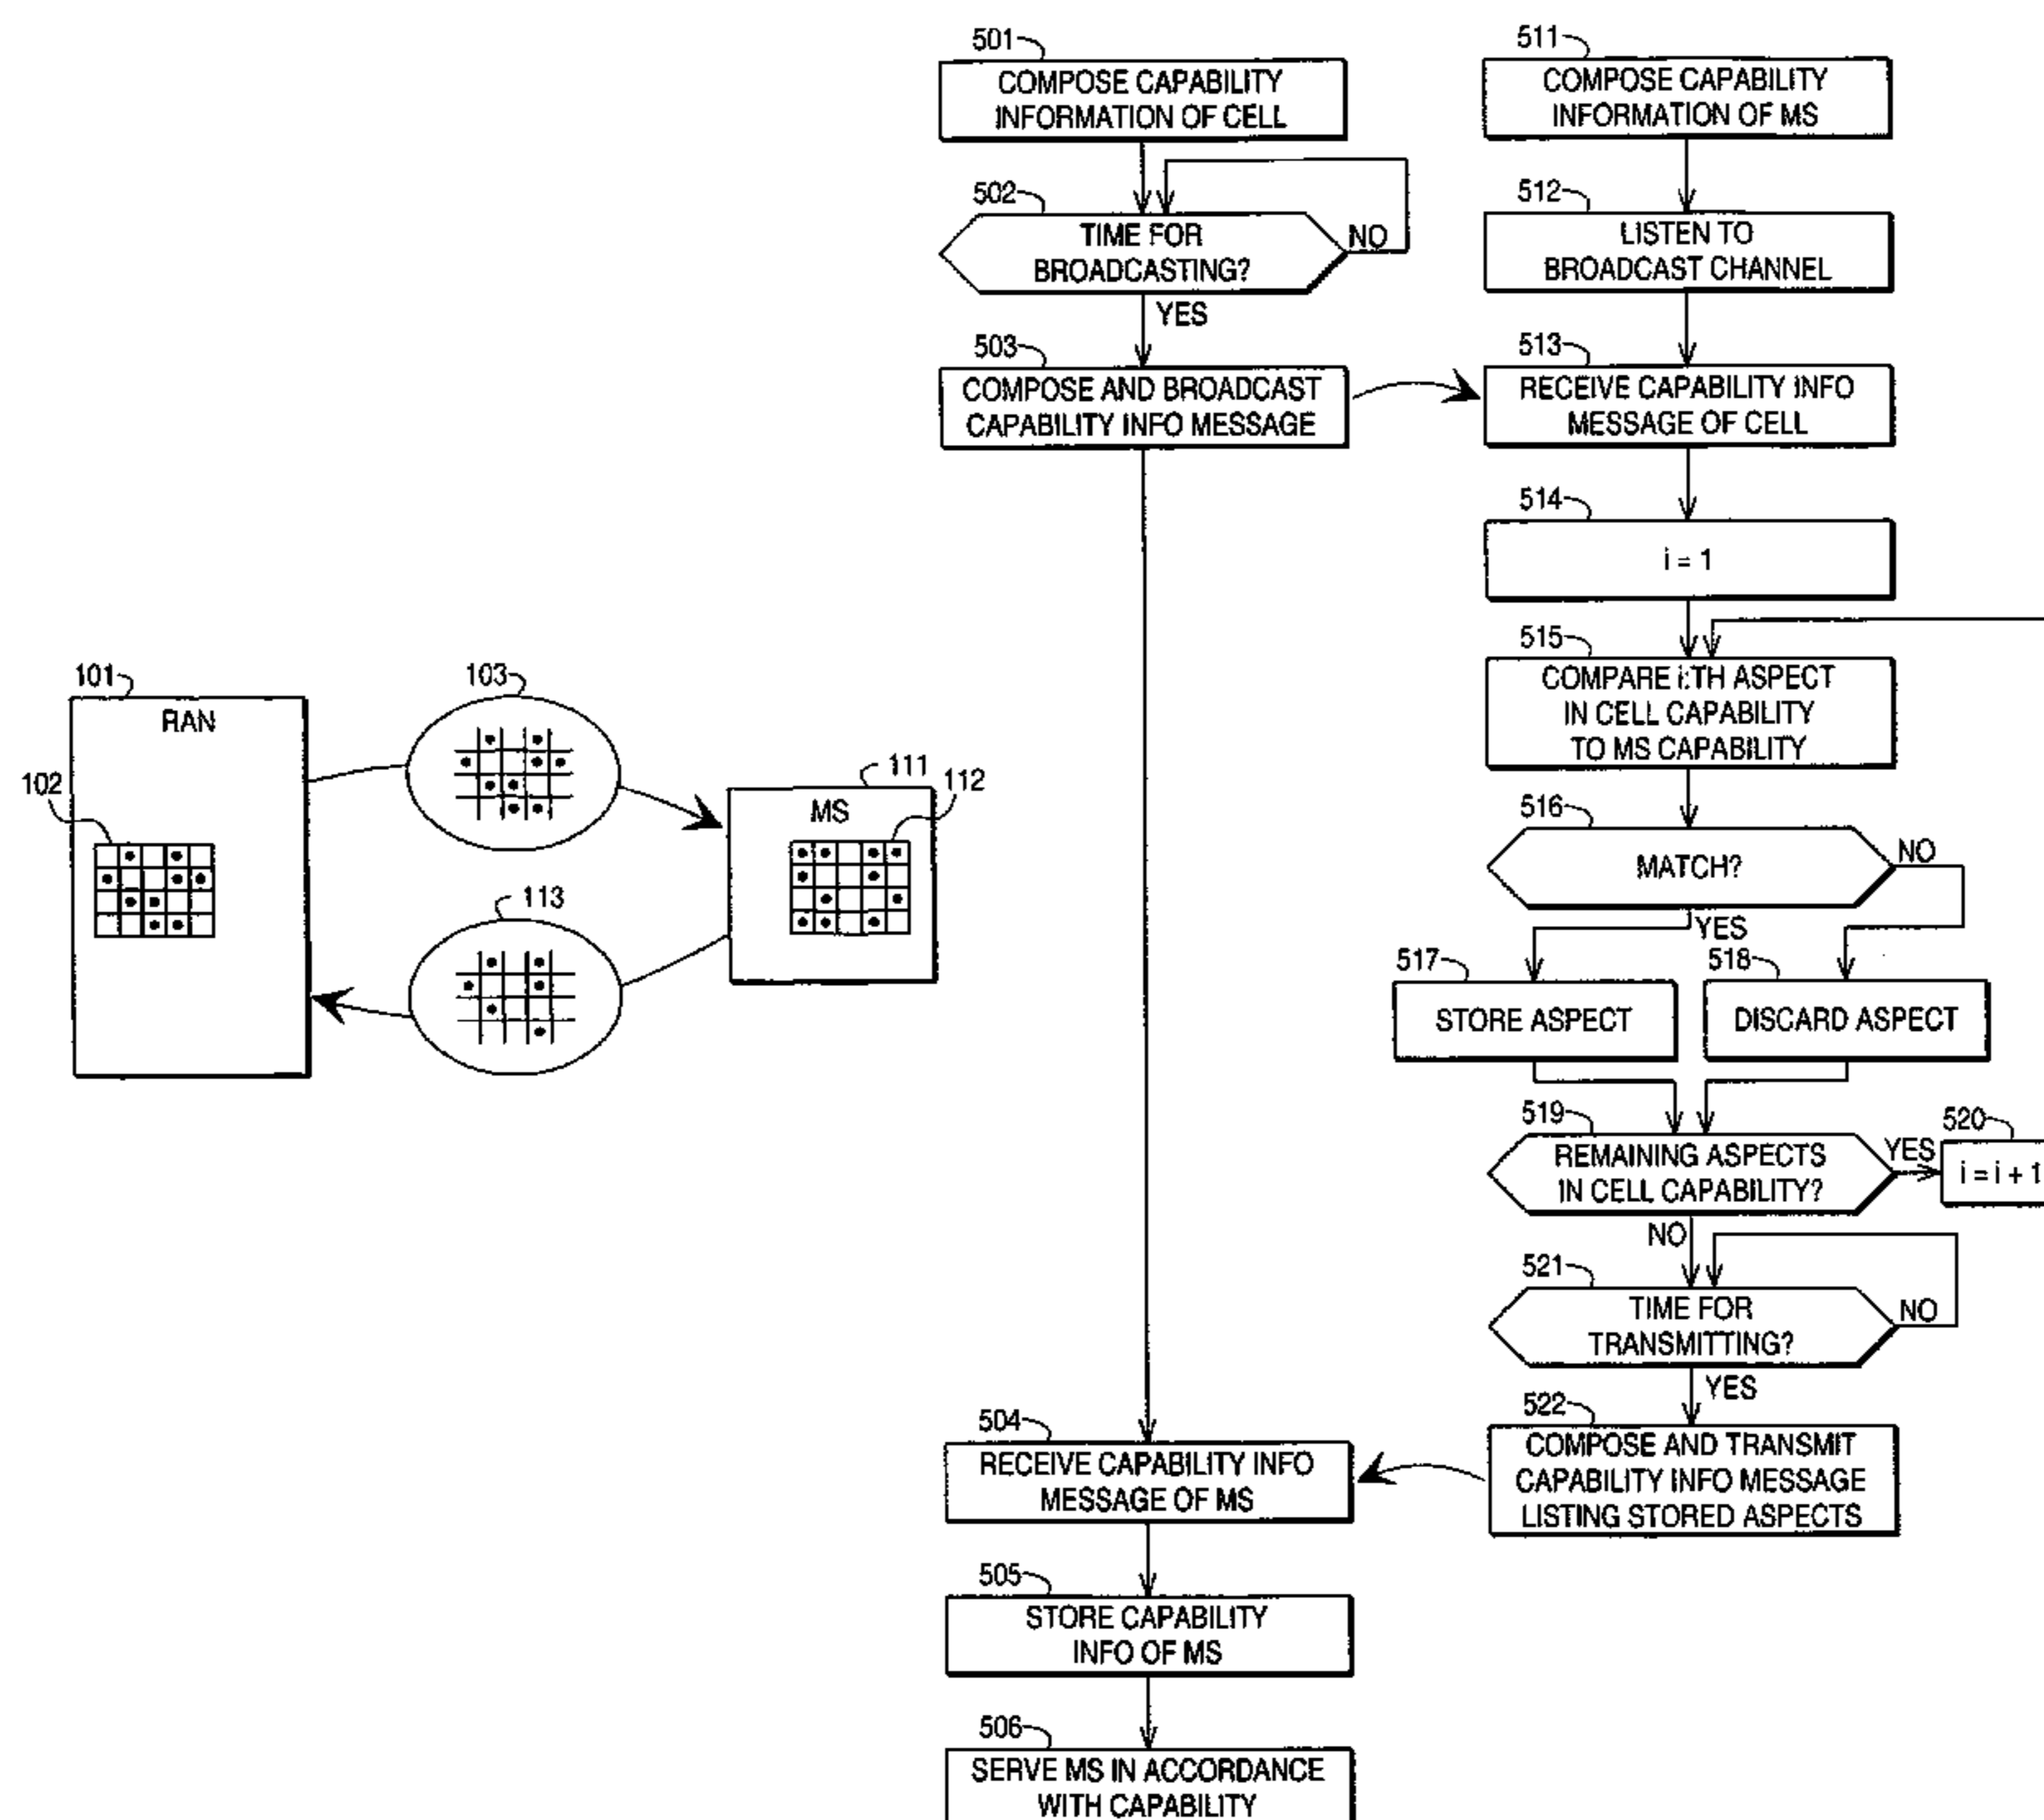 501
COMPOSE CAPABILITY
INFORMATION OF CELL
502
TIME FOR
BROADCASTING?
NO
YES
503
COMPOSE AND BROADCAST
CAPABILITY INFO MESSAGE
504
RECEIVE CAPABILITY INFO
MESSAGE OF MS
505
STORE CAPABILITY
INFO OF MS
506
SERVE MS IN ACCORDANCE
WITH CAPABILITY
511
COMPOSE CAPABILITY
INFORMATION OF MS
512
LISTEN TO
BROADCAST CHANNEL
513
RECEIVE CAPABILITY INFO
MESSAGE OF CELL
514
i = 1
515
COMPARE i:TH ASPECT
IN CELL CAPABILITY
TO MS CAPABILITY
516
MATCH?
NO
YES
517
STORE ASPECT
518
DISCARD ASPECT
519
REMAINING ASPECTS
IN CELL CAPABILITY?
YES
520
i = i + 1
NO
521
TIME FOR
TRANSMITTING?
NO
YES
522
COMPOSE AND TRANSMIT
CAPABILITY INFO MESSAGE
LISTING STORED ASPECTS
101
RAN
102
103
111
112
MS
113